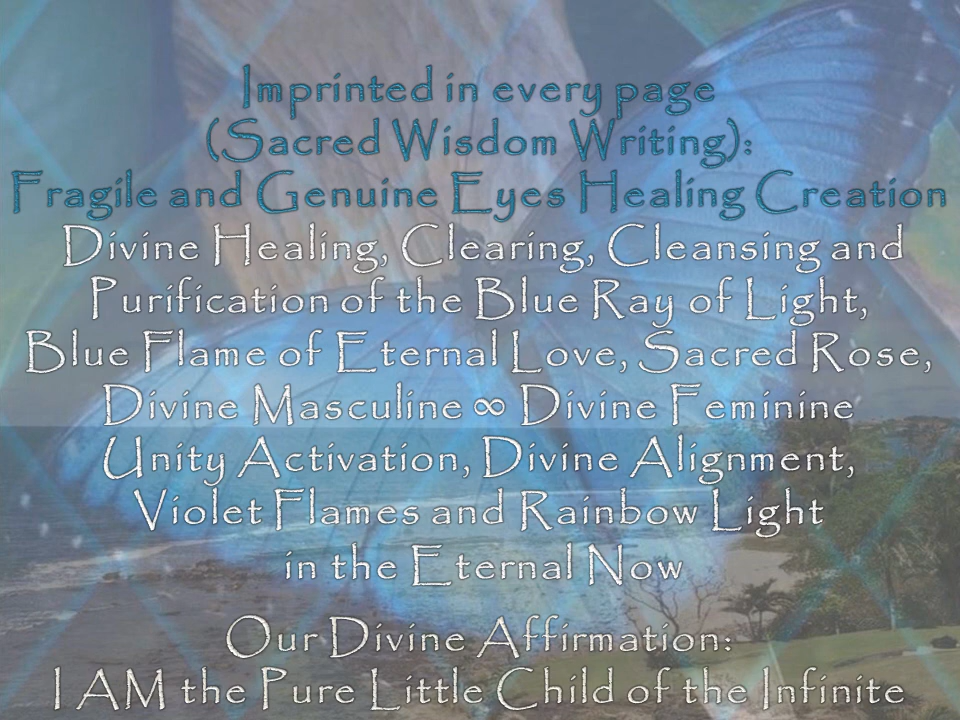 Imprinted in every page
(Sacred Wisdom Writing):
Fragile and Genuine Eyes Healing Creation
Divine Healing, Clearing, Cleansing and
Purification of the Blue Ray of Light,
Blue Flame of Eternal Love, Sacred Rose,
Divine Masculine ∞ Divine Feminine
Unity Activation, Divine Alignment,
Violet Flames and Rainbow Light
in the Eternal Now
Our Divine Affirmation:
I AM the Pure Little Child of the Infinite